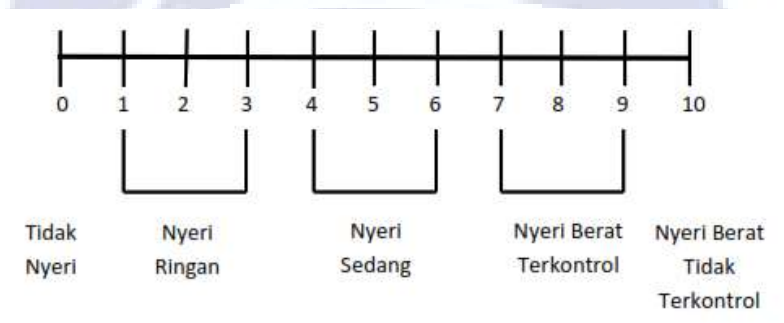 0 1 2 3 4 5 6 7 8 9 10
Tidak Nyeri Nyeri Nyeri Berat Nyeri Berat
Nyeri Ringan Sedang Terkontrol Tidak
Terkontrol